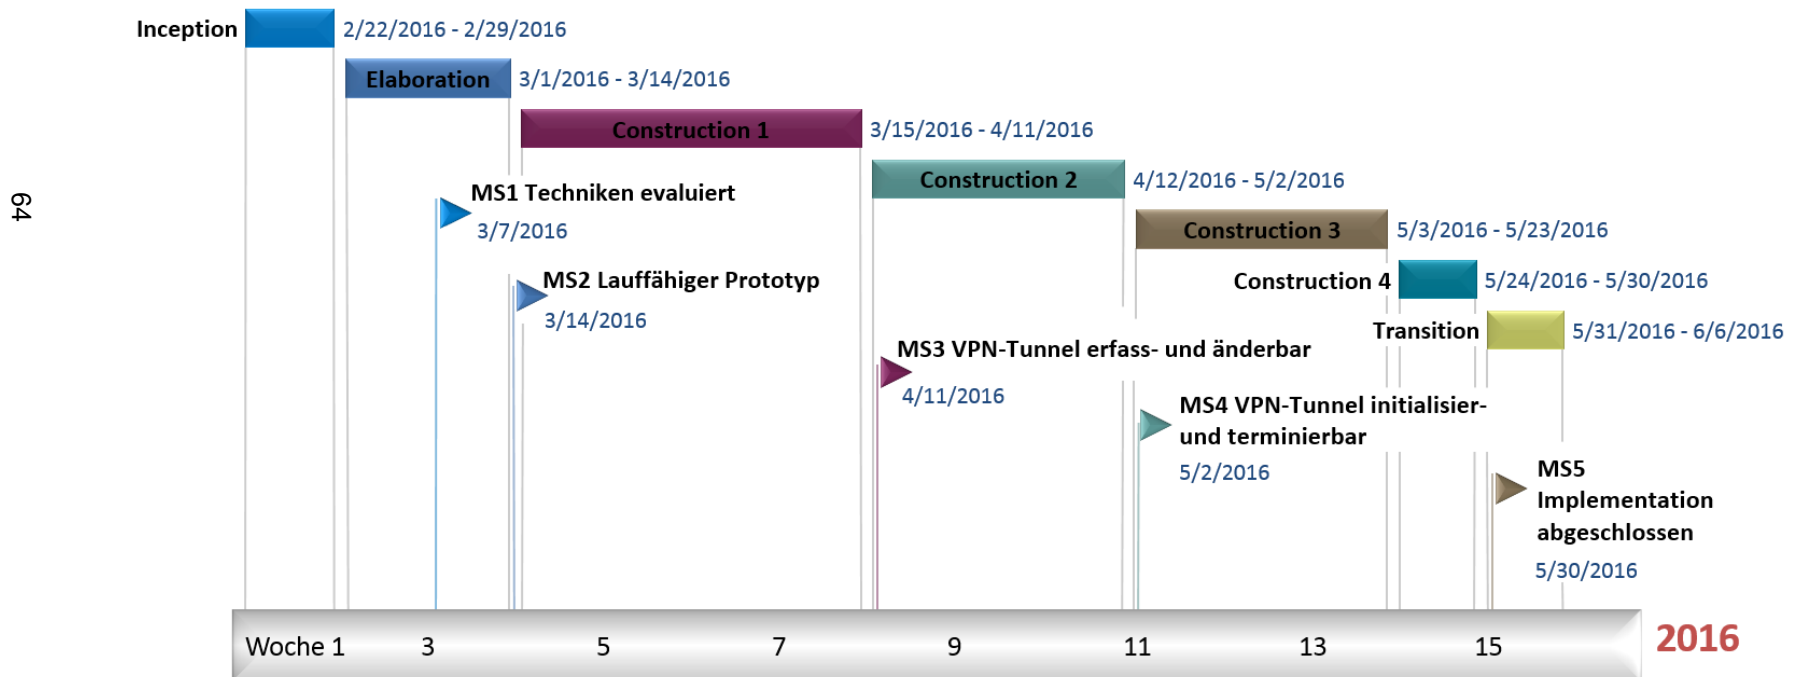 Inception
2/22/2016 - 2/29/2016
Elaboration
3/1/2016 - 3/14/2016
Construction 1
3/15/2016 - 4/11/2016
Construction 2
4/12/2016 - 5/2/2016
Construction 3
5/3/2016 - 5/23/2016
Construction 4
5/24/2016 - 5/30/2016
Transition
5/31/2016 - 6/6/2016
MS1 Techniken evaluiert
3/7/2016
MS2 Lauffähiger Prototyp
3/14/2016
MS3 VPN-Tunnel erfass- und änderbar
4/11/2016
MS4 VPN-Tunnel initialisier-
und terminierbar
5/2/2016
MS5
Implementation
abgeschlossen
5/30/2016
Woche 1 3 5 7 9 11 13 15
2016
64